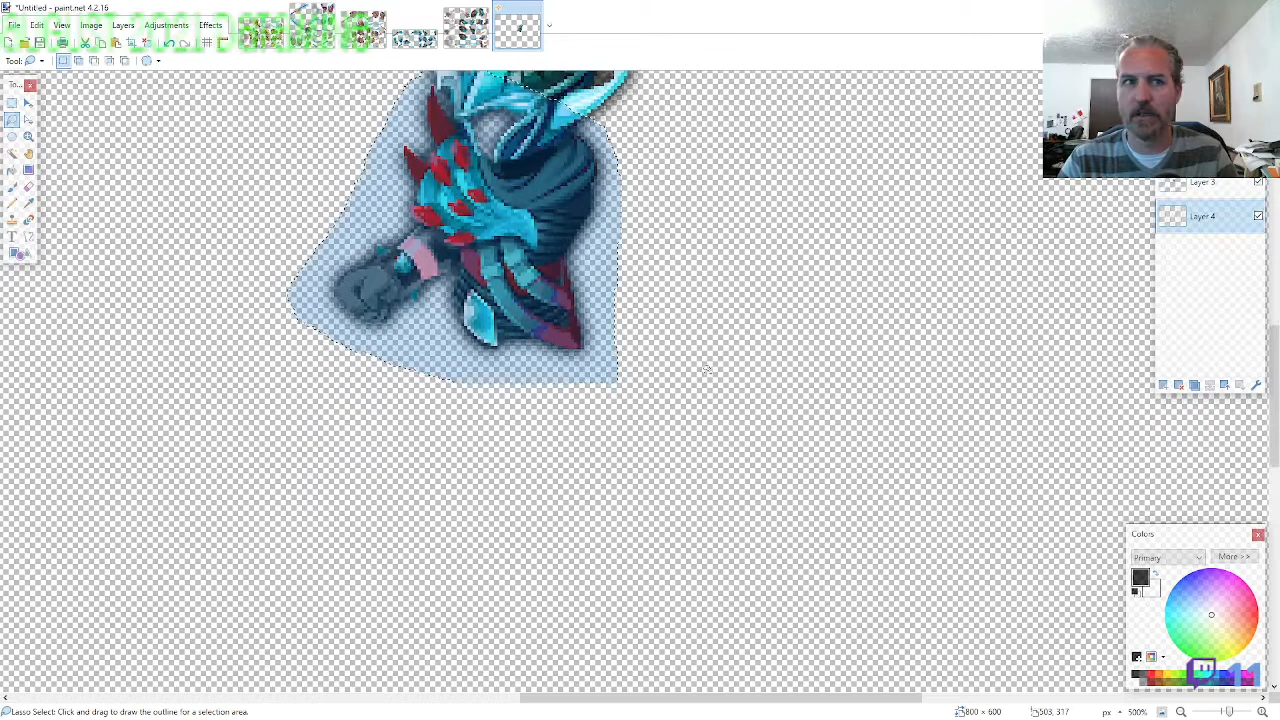 *Untitled - paint.net 4.2.16
File Edit View Image Layers Adjustments Effects
Tool:
To...
Layer 3
Layer 4
Colors
Primary
More >>
Lasso Select: Click and drag to draw the outline for a selection area.
800 × 600
503, 317
px
500%